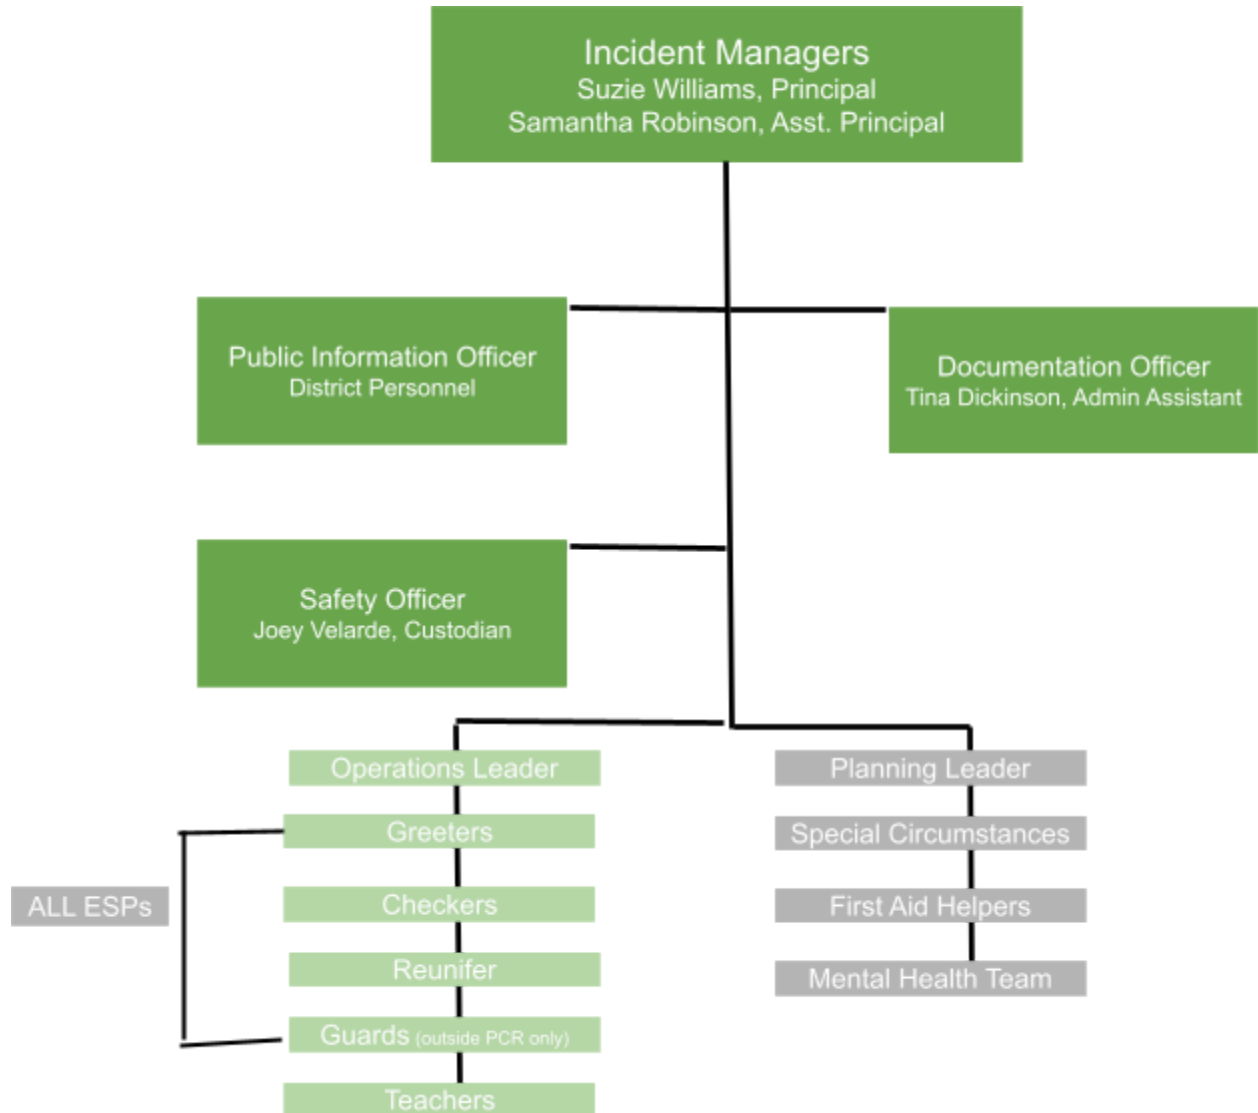 Incident Managers
Suzie Williams, Principal
Samantha Robinson, Asst. Principal
Public Information Officer
District Personnel
Documentation Officer
Tina Dickinson, Admin Assistant
Safety Officer
Joey Velarde, Custodian
Operations Leader
Greeters
Checkers
Reunifer
Guards (outside PCR only)
Teachers
ALL ESPs
Planning Leader
Special Circumstances
First Aid Helpers
Mental Health Team